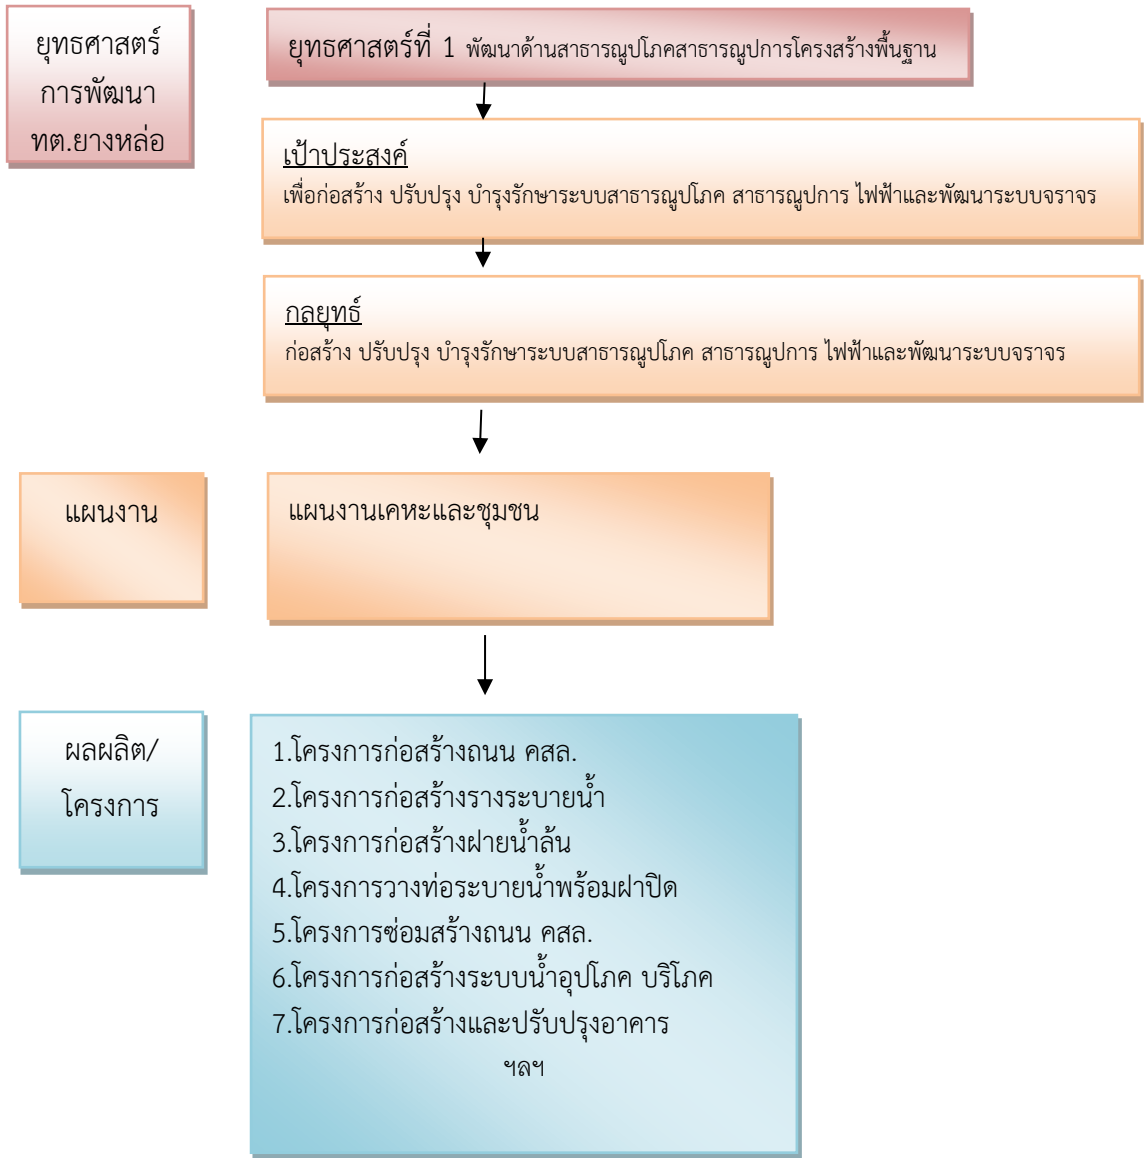 ยุทธศาสตร์
การพัฒนา
ทต.ยางหล่อ
ยุทธศาสตร์ที่ 1 พัฒนาด้านสาธารณูปโภคสาธารณูปการโครงสร้างพื้นฐาน
เป้าประสงค์
เพื่อก่อสร้าง ปรับปรุง บำรุงรักษาระบบสาธารณูปโภค สาธารณูปการ ไฟฟ้าและพัฒนาระบบจราจร
กลยุทธ์
ก่อสร้าง ปรับปรุง บำรุงรักษาระบบสาธารณูปโภค สาธารณูปการ ไฟฟ้าและพัฒนาระบบจราจร
แผนงาน
แผนงานเคหะและชุมชน
ผลผลิต/
โครงการ
1.โครงการก่อสร้างถนน คสล.
2.โครงการก่อสร้างรางระบายน้ำ
3.โครงการก่อสร้างฝายน้ำล้น
4.โครงการวางท่อระบายน้ำพร้อมฝาปิด
5.โครงการซ่อมสร้างถนน คสล.
6.โครงการก่อสร้างระบบน้ำอุปโภค บริโภค
7.โครงการก่อสร้างและปรับปรุงอาคาร
ฯลฯ